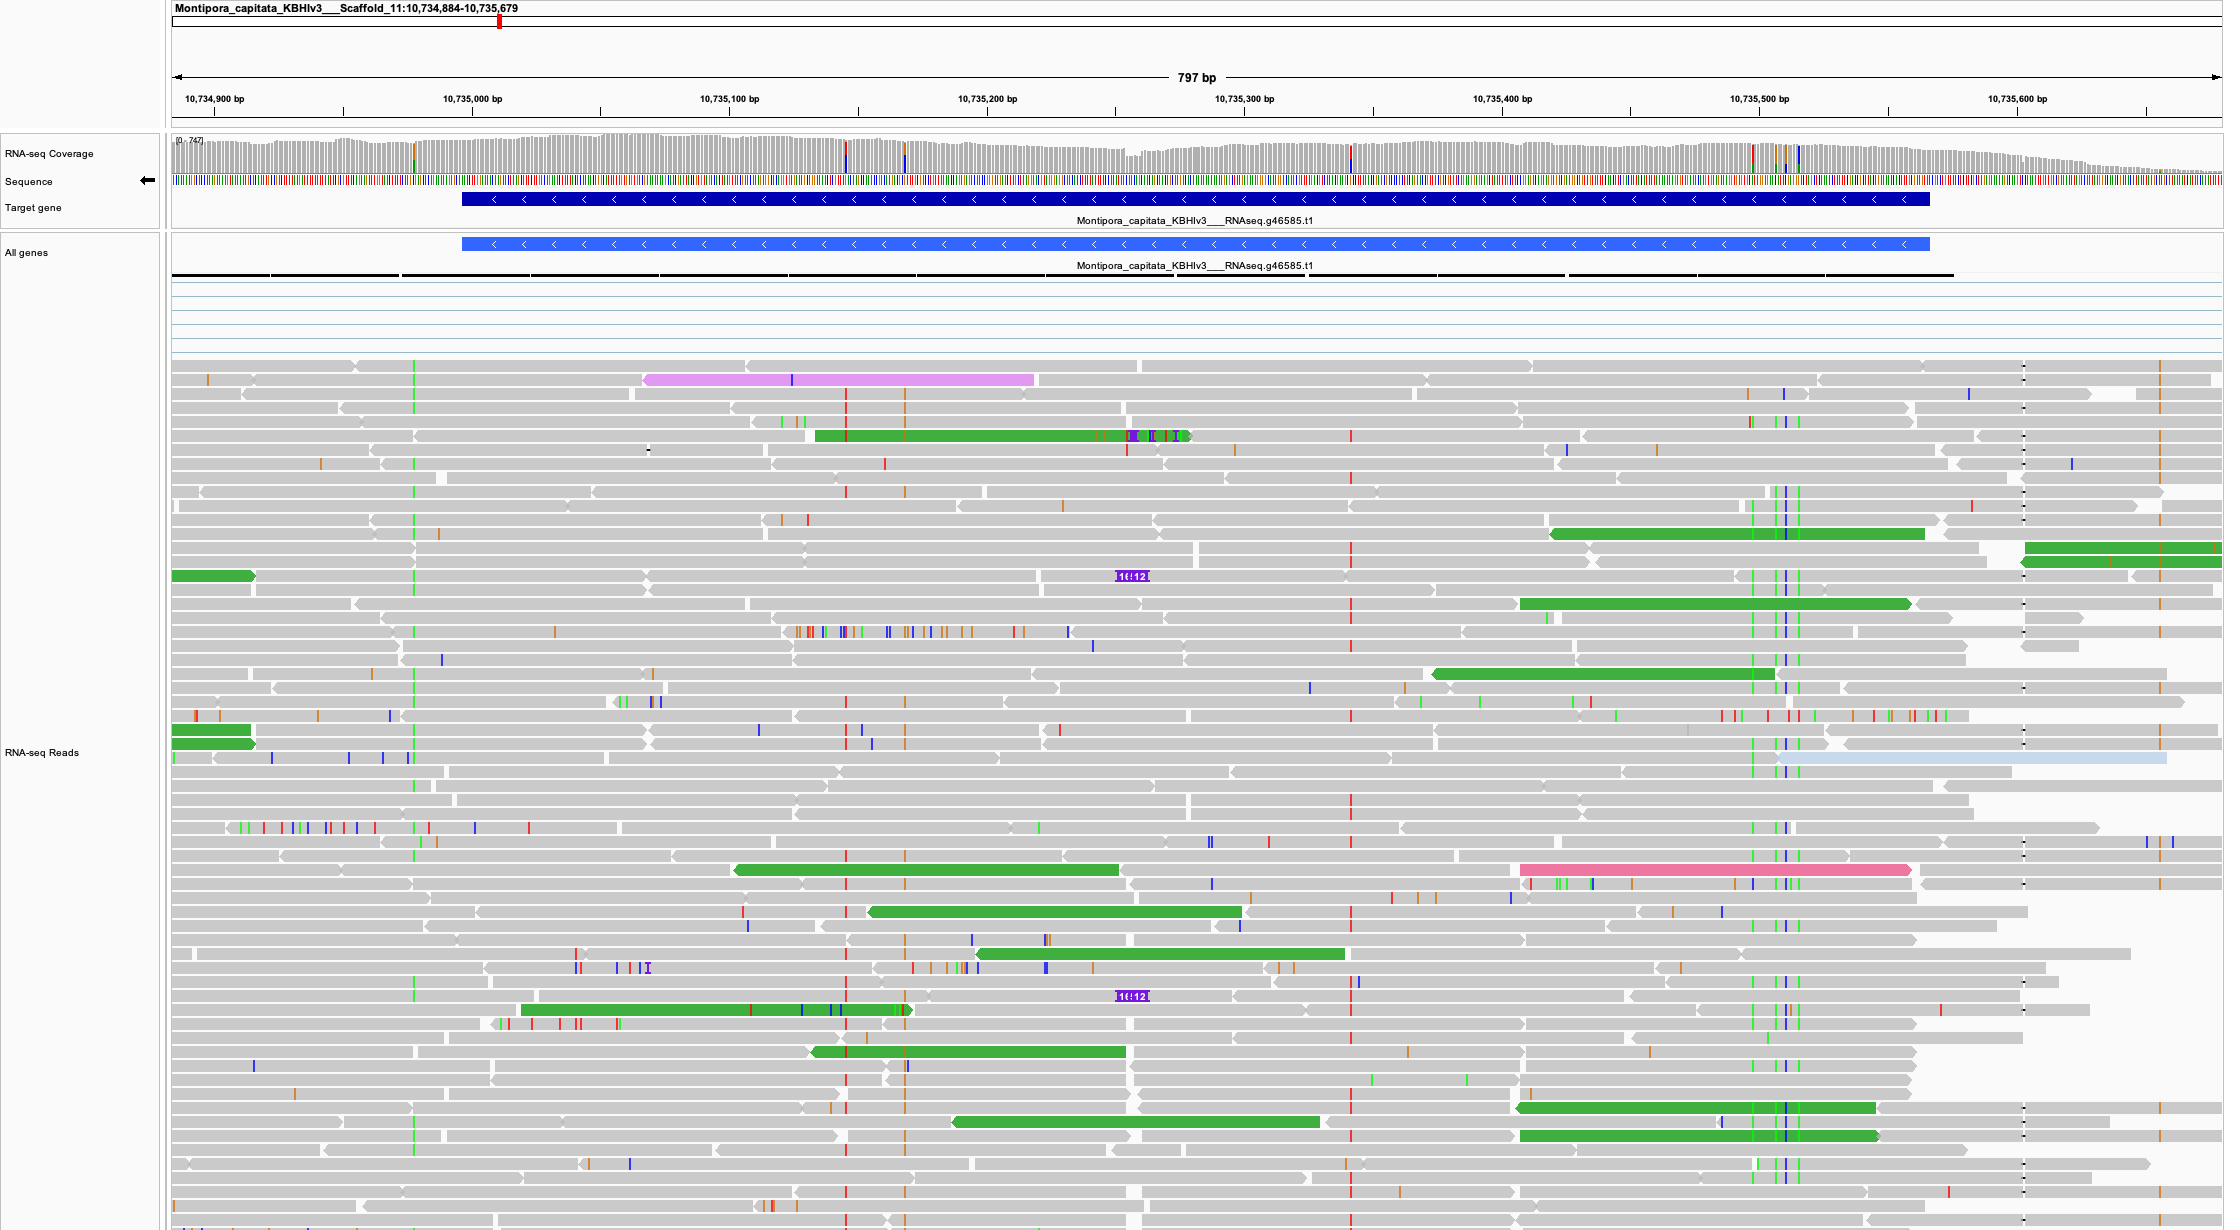 Montipora_capitata_KBHIv3___Scaffold_11:10,734,884-10,735,679
797 bp
10,734,900 bp 10,735,000 bp 10,735,100 bp 10,735,200 bp 10,735,300 bp 10,735,400 bp 10,735,500 bp 10,735,600 bp
[0 - 747]
RNA-seq Coverage
Sequence
Target gene
Montipora_capitata_KBHIv3___RNAseq.g46585.t1
All genes
Montipora_capitata_KBHIv3___RNAseq.g46585.t1
RNA-seq Reads